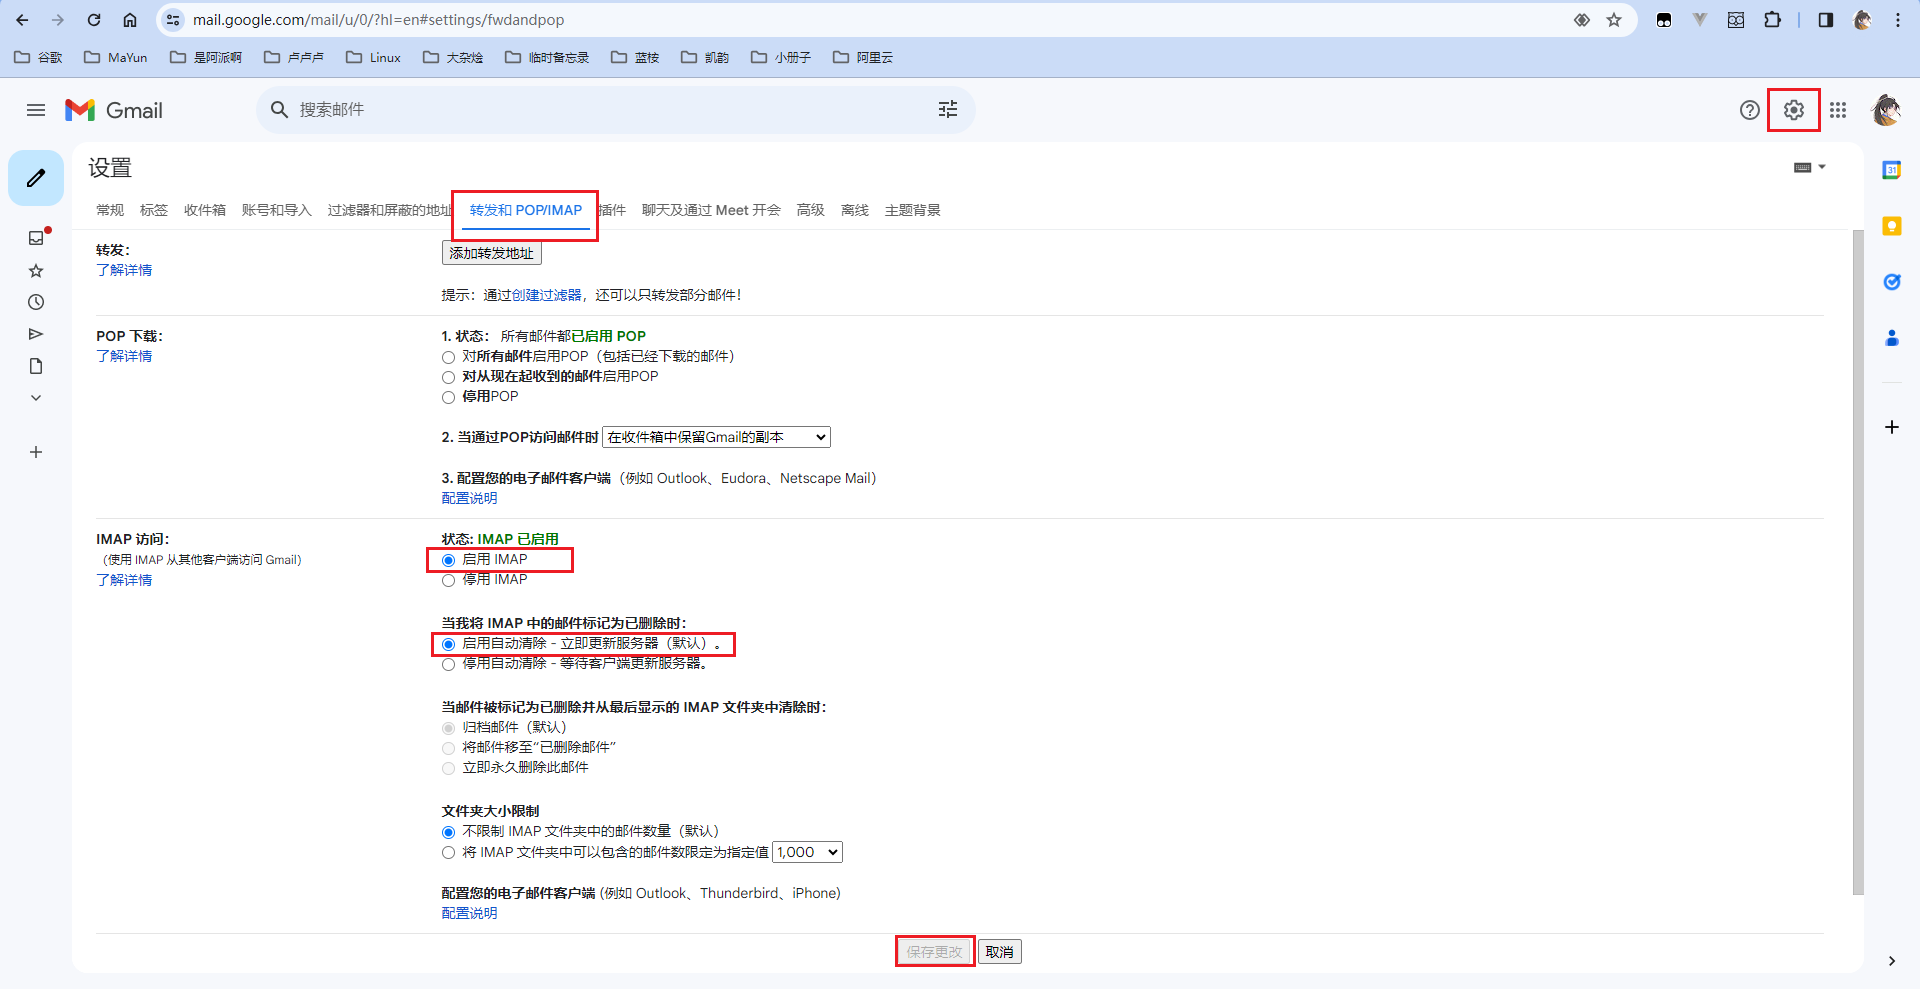 mail.google.com/mail/u/0/?hl=en#settings/fwdandpop
谷歌 MaYun 是阿派啊 卢卢卢 Linux 大杂烩 临时备忘录 蓝桉 凯韵 小册子 阿里云
Gmail 搜索邮件
设置
常规 标签 收件箱 账号和导入 过滤器和屏蔽的地址 转发和 POP/IMAP 插件 聊天及通过 Meet 开会 高级 离线 主题背景
转发： 添加转发地址
了解详情
提示：通过创建过滤器，还可以只转发部分邮件！
POP 下载： 1. 状态： 所有邮件都已启用 POP
了解详情 对所有邮件启用POP（包括已经下载的邮件）
对从现在起收到的邮件启用POP
停用POP
2. 当通过POP访问邮件时 在收件箱中保留Gmail的副本
3. 配置您的电子邮件客户端（例如 Outlook、Eudora、Netscape Mail）
配置说明
IMAP 访问： 状态: IMAP 已启用
（使用 IMAP 从其他客户端访问 Gmail） 启用 IMAP
了解详情 停用 IMAP
当我将 IMAP 中的邮件标记为已删除时：
启用自动清除 - 立即更新服务器（默认）。
停用自动清除 - 等待客户端更新服务器。
当邮件被标记为已删除并从最后显示的 IMAP 文件夹中清除时：
归档邮件（默认）
将邮件移至“已删除邮件”
立即永久删除此邮件
文件夹大小限制
不限制 IMAP 文件夹中的邮件数量（默认）
将 IMAP 文件夹中可以包含的邮件数限定为指定值 1,000
配置您的电子邮件客户端 (例如 Outlook、Thunderbird、iPhone)
配置说明
保存更改 取消
31